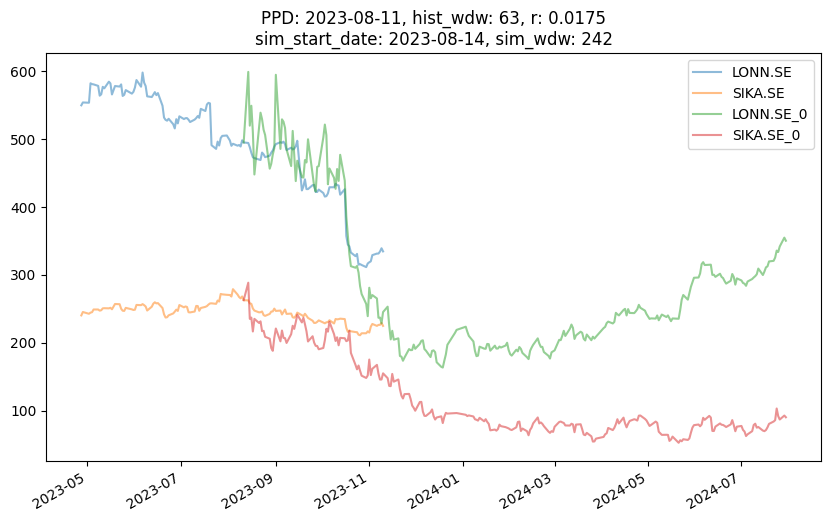 PPD: 2023-08-11, hist_wdw: 63, r: 0.0175
sim_start_date: 2023-08-14, sim_wdw: 242
LONN.SE
SIKA.SE
LONN.SE_0
SIKA.SE_0
600
500
400
300
200
100
2023-05
2023-07
2023-09
2023-11
2024-01
2024-03
2024-05
2024-07